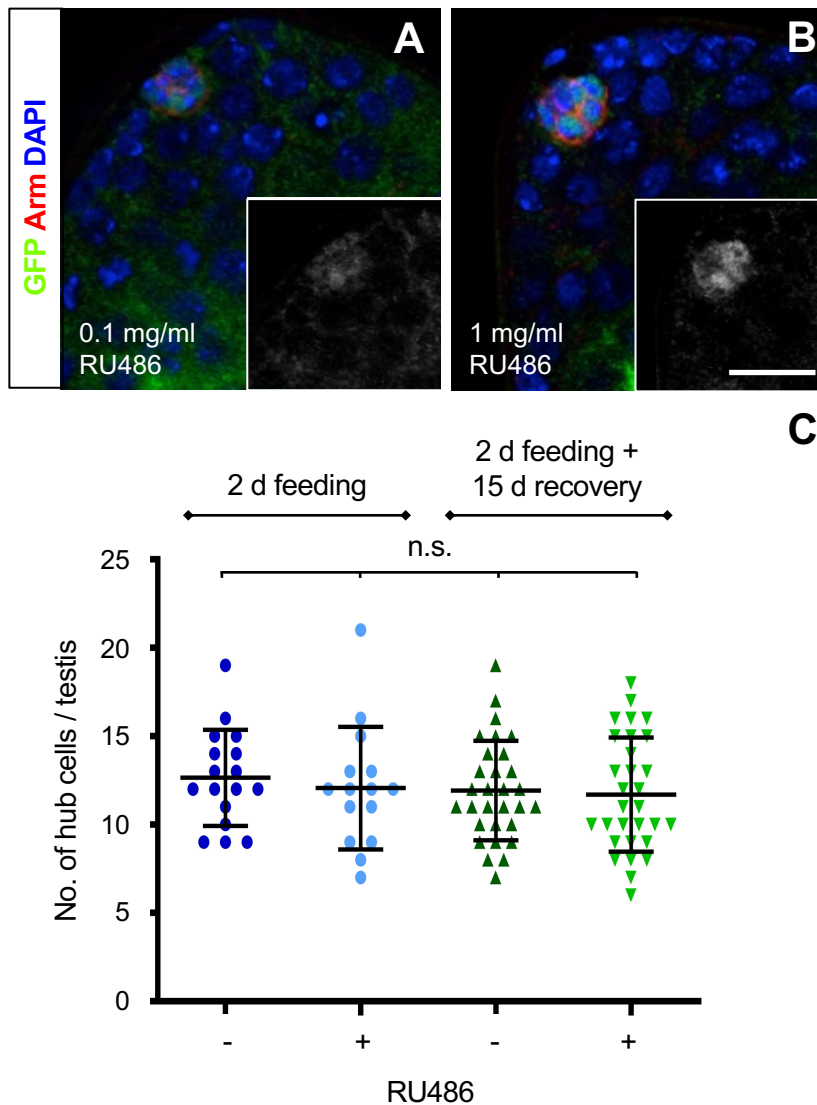 GFP Arm DAPI
A
0.1 mg/ml
RU486
B
1 mg/ml
RU486
C
2 d feeding
2 d feeding +
15 d recovery
n.s.
No. of hub cells / testis
25
20
15
10
5
0
- + - +
RU486